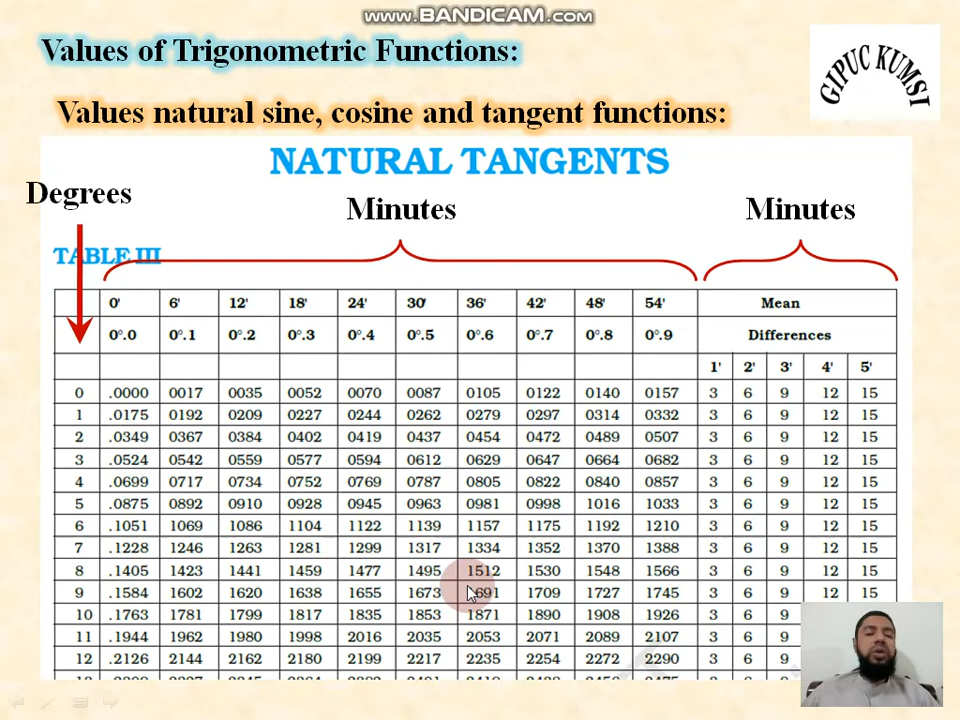 WWW.BANDICAM.COM
Values of Trigonometric Functions:
GIPUC KUMSI
Values natural sine, cosine and tangent functions:
NATURAL TANGENTS
Degrees
Minutes Minutes
TABLE III
0' 6' 12' 18' 24' 30' 36' 42' 48' 54' Mean
0°.0 0°.1 0°.2 0°.3 0°.4 0°.5 0°.6 0°.7 0°.8 0°.9 Differences
1' 2' 3' 4' 5'
0 .0000 0017 0035 0052 0070 0087 0105 0122 0140 0157 3 6 9 12 15
1 .0175 0192 0209 0227 0244 0262 0279 0297 0314 0332 3 6 9 12 15
2 .0349 0367 0384 0402 0419 0437 0454 0472 0489 0507 3 6 9 12 15
3 .0524 0542 0559 0577 0594 0612 0629 0647 0664 0682 3 6 9 12 15
4 .0699 0717 0734 0752 0769 0787 0805 0822 0840 0857 3 6 9 12 15
5 .0875 0892 0910 0928 0945 0963 0981 0998 1016 1033 3 6 9 12 15
6 .1051 1069 1086 1104 1122 1139 1157 1175 1192 1210 3 6 9 12 15
7 .1228 1246 1263 1281 1299 1317 1334 1352 1370 1388 3 6 9 12 15
8 .1405 1423 1441 1459 1477 1495 1512 1530 1548 1566 3 6 9 12 15
9 .1584 1602 1620 1638 1655 1673 1691 1709 1727 1745 3 6 9 12 15
10 .1763 1781 1799 1817 1835 1853 1871 1890 1908 1926 3 6 9
11 .1944 1962 1980 1998 2016 2035 2053 2071 2089 2107 3 6 9
12 .2126 2144 2162 2180 2199 2217 2235 2254 2272 2290 3 6 9